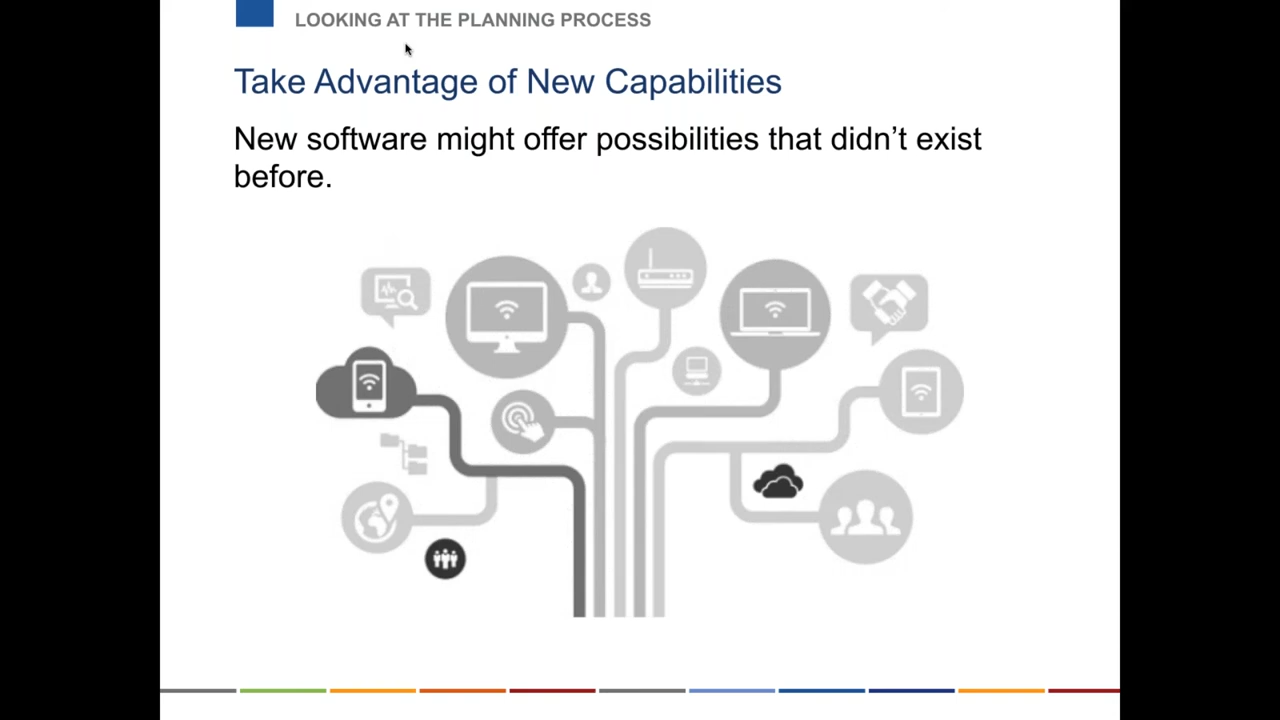 LOOKING AT THE PLANNING PROCESS
Take Advantage of New Capabilities
New software might offer possibilities that didn’t exist
before.